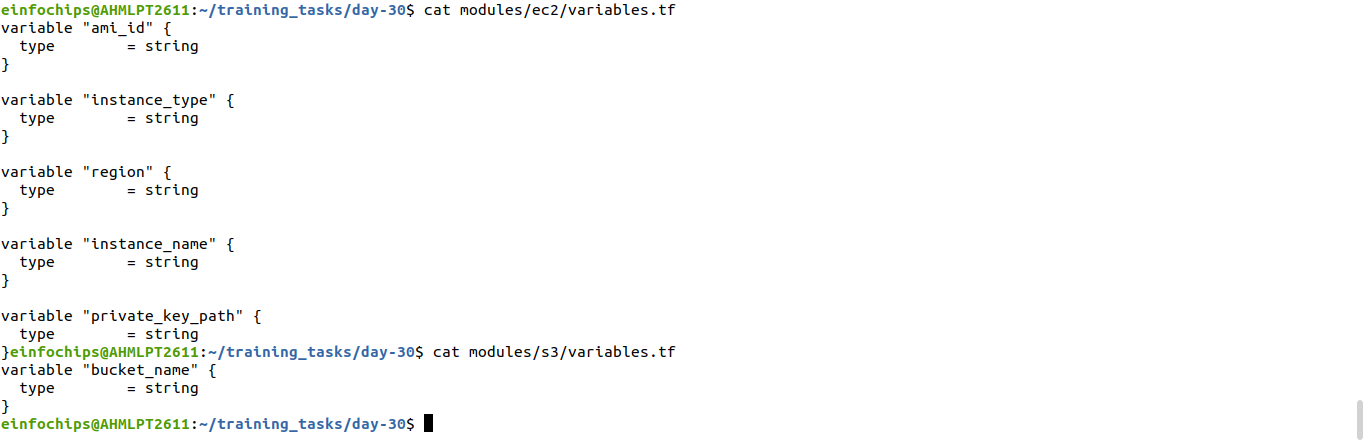 einfochips@AHMLPT2611:~/training_tasks/day-30$ cat modules/ec2/variables.tf
variable "ami_id" {
  type        = string
}

variable "instance_type" {
  type        = string
}

variable "region" {
  type        = string
}

variable "instance_name" {
  type        = string
}

variable "private_key_path" {
  type        = string
}einfochips@AHMLPT2611:~/training_tasks/day-30$ cat modules/s3/variables.tf
variable "bucket_name" {
  type        = string
}
einfochips@AHMLPT2611:~/training_tasks/day-30$